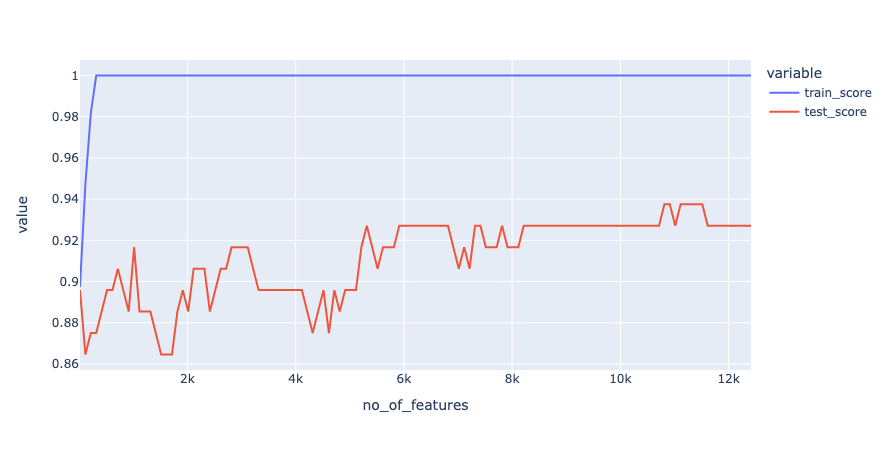 variable
train_score
test_score
value
1
0.98
0.96
0.94
0.92
0.9
0.88
0.86
2k
4k
6k
8k
10k
12k
no_of_features